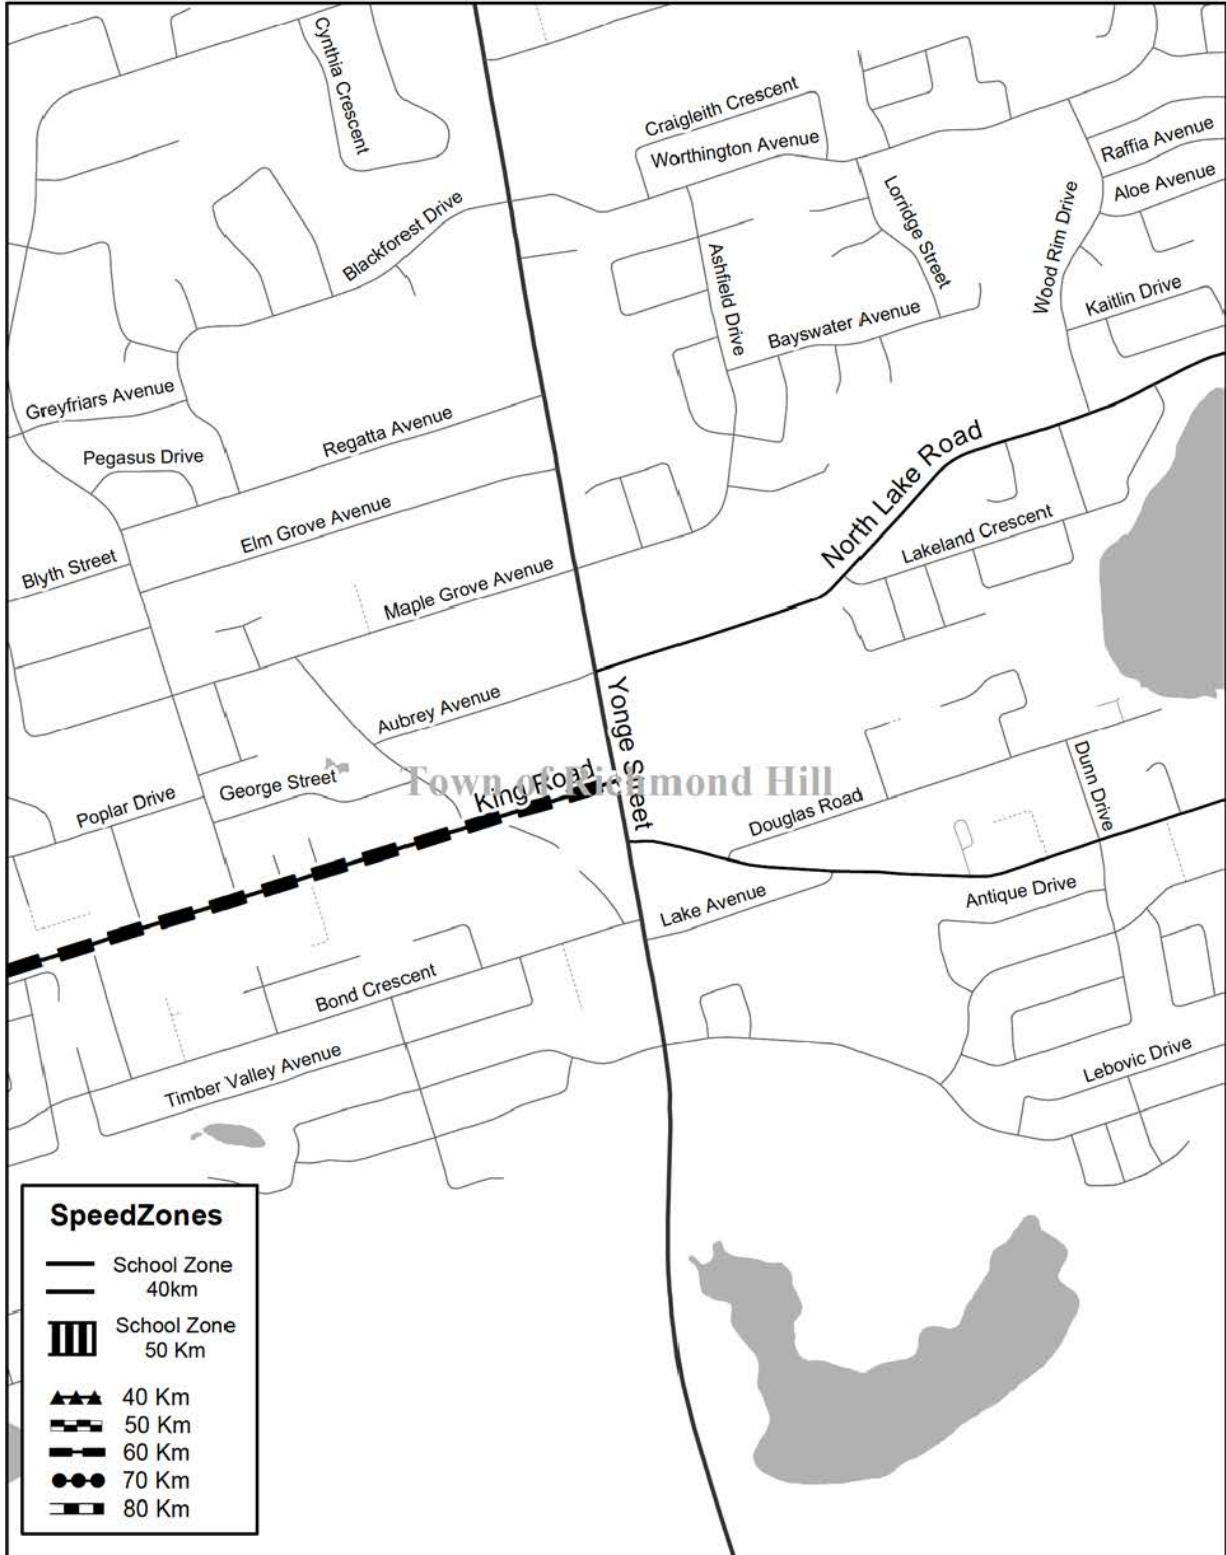 Cynthia Crescent
Craigleith Crescent
Worthington Avenue
Raffia Avenue
Aloe Avenue
Blackforest Drive
Lorridge Street
Wood Rim Drive
Ashfield Drive
Kaitlin Drive
Bayswater Avenue
Greyfriars Avenue
Regatta Avenue
Pegasus Drive
North Lake Road
Elm Grove Avenue
Lakeland Crescent
Blyth Street
Maple Grove Avenue
Aubrey Avenue
Yonge Street
Dunn Drive
George Street
Town of Richmond Hill
King Road
Poplar Drive
Douglas Road
Lake Avenue
Antique Drive
Bond Crescent
Timber Valley Avenue
Lebovic Drive
SpeedZones
School Zone
40km
School Zone
50 Km
40 Km
50 Km
60 Km
70 Km
80 Km